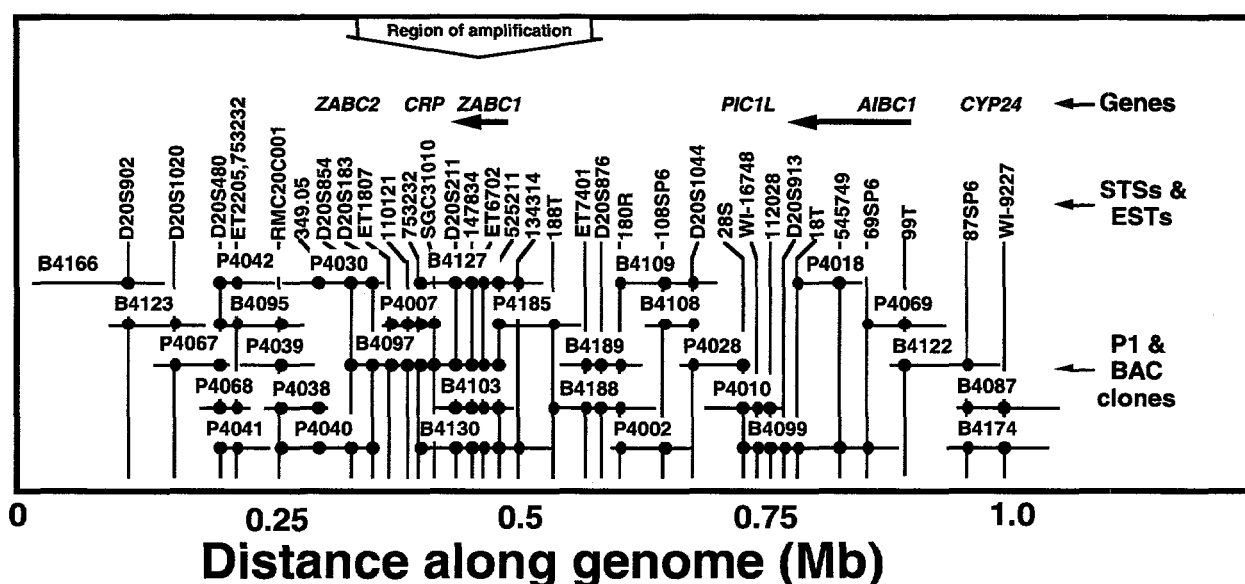 Region of amplification
ZABC2 CRP ZABC1 PIC1L AIBC1 CYP24 Genes
D20S902
D20S1020
D20S480
ET2205,753232
RMC20C001
349.05
D20S854
D20S183
ET1807
110121
753232
SGC31010
D20S211
147834
ET6702
525211
134314
188T
ET7401
D20S876
180R
108SP6
D20S1044
28S
WI-16748
112028
D20S913
18T
545749
69SP6
99T
87SP6
WI-9227
STSs &
ESTs
B4166 P4042 P4030 B4127 B4109 P4018
B4123 B4095 P4007 P4185 B4108 P4069
P4067 P4039 B4097 B4189 P4028 B4122
P4068 P4038 B4103 B4188 P4010 B4087
P4041 P4040 B4130 P4002 B4099 B4174
P1 &
BAC
clones
0 0.25 0.5 0.75 1.0
Distance along genome (Mb)